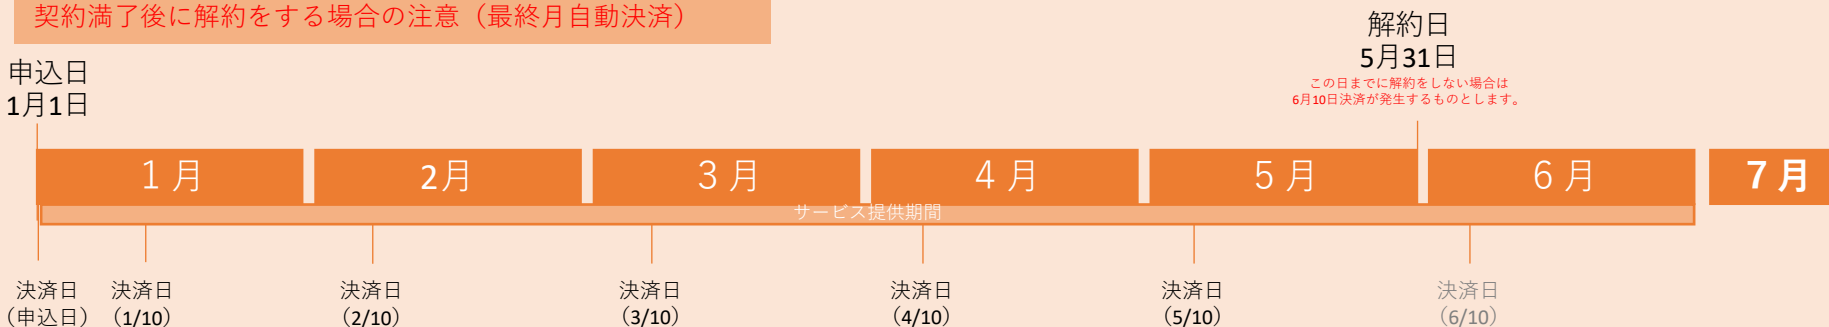 契約満了後に解約をする場合の注意（最終月自動決済）
申込日
1月1日
解約日
5月31日
この日までに解約をしない場合は
6月10日決済が発生するものとします。
１月
2月
３月
４月
５月
６月
７月
サービス提供期間
決済日
（申込日）
決済日
（1/10）
決済日
（2/10）
決済日
（3/10）
決済日
（4/10）
決済日
（5/10）
決済日
（6/10）